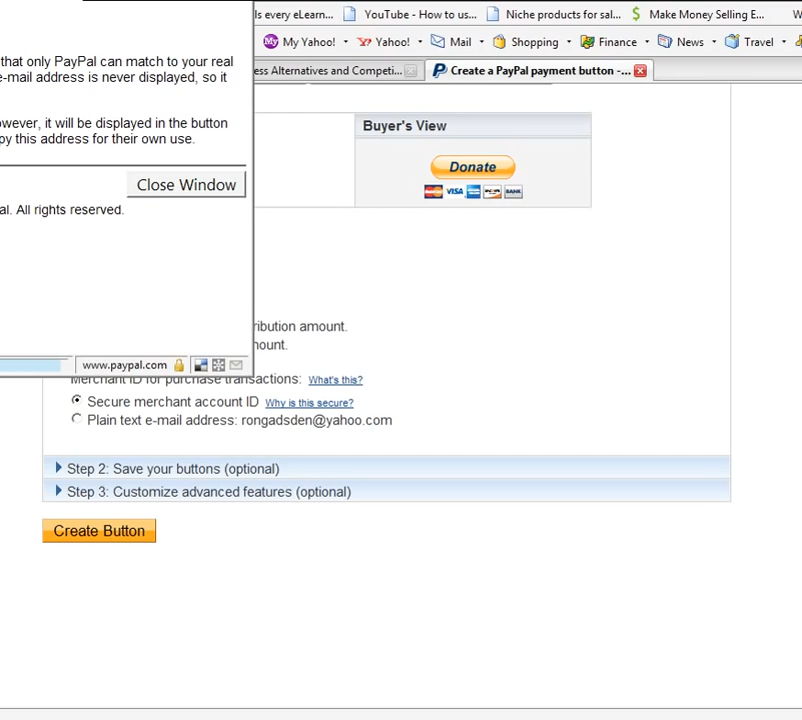 ls every eLearn...
YouTube - How to us...
Niche products for sal...
Make Money Selling E...
My Yahoo!
Yahoo!
Mail
Shopping
Finance
News
Travel
ess Alternatives and Competi...
Create a PayPal payment button -...
that only PayPal can match to your real
e-mail address is never displayed, so it
owever, it will be displayed in the button
py this address for their own use.
Close Window
al. All rights reserved.
www.paypal.com
Buyer's View
Donate
VISA
BANK
ribution amount.
nount.
Merchant ID for purchase transactions: What's this?
Secure merchant account ID Why is this secure?
Plain text e-mail address: rongadsden@yahoo.com
Step 2: Save your buttons (optional)
Step 3: Customize advanced features (optional)
Create Button